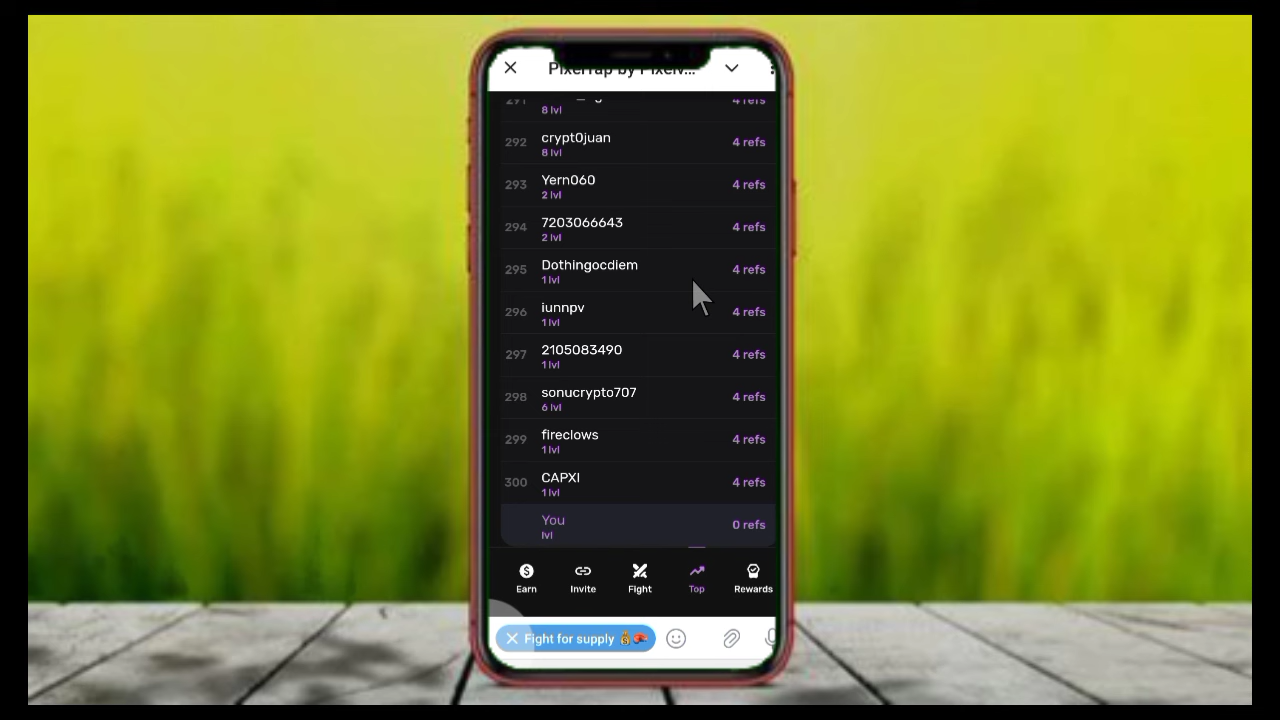 PixelTap by Pixelv...
291
8 lvl
4 refs
292
crypt0juan
8 lvl
4 refs
293
Yern060
2 lvl
4 refs
294
7203066643
2 lvl
4 refs
295
Dothingocdiem
1 lvl
4 refs
296
iunnpv
1 lvl
4 refs
297
2105083490
1 lvl
4 refs
298
sonucrypto707
6 lvl
4 refs
299
fireclows
1 lvl
4 refs
300
CAPXI
1 lvl
4 refs
You
lvl
0 refs
Earn
Invite
Fight
Top
Rewards
Fight for supply 💰🥊